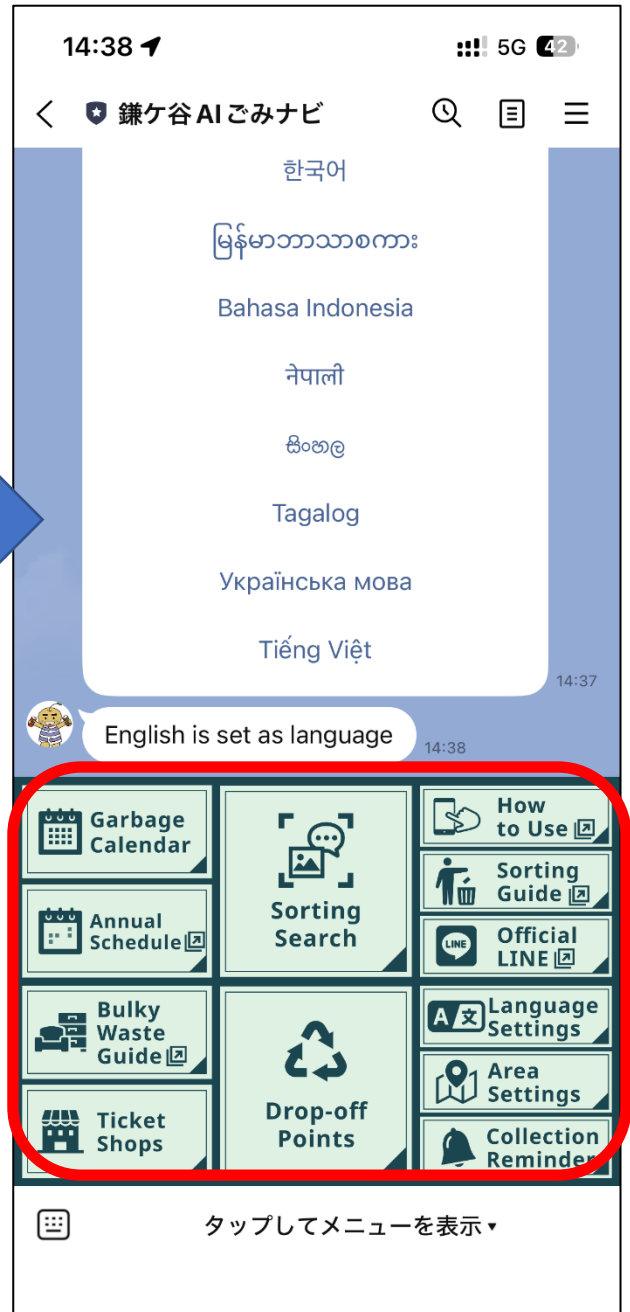 14:38
5G 42
鎌ケ谷AIごみナビ
한국어
မြန်မာဘာသာစကား
Bahasa Indonesia
नेपाली
සිංහල
Tagalog
Українська мова
Tiếng Việt
14:37
English is set as language
14:38
Garbage
Calendar
Annual
Schedule
Bulky
Waste
Guide
Ticket
Shops
Sorting
Search
Drop-off
Points
How
to Use
Sorting
Guide
LINE
Official
LINE
A 文
Language
Settings
Area
Settings
Collection
Reminder
タップしてメニューを表示▾